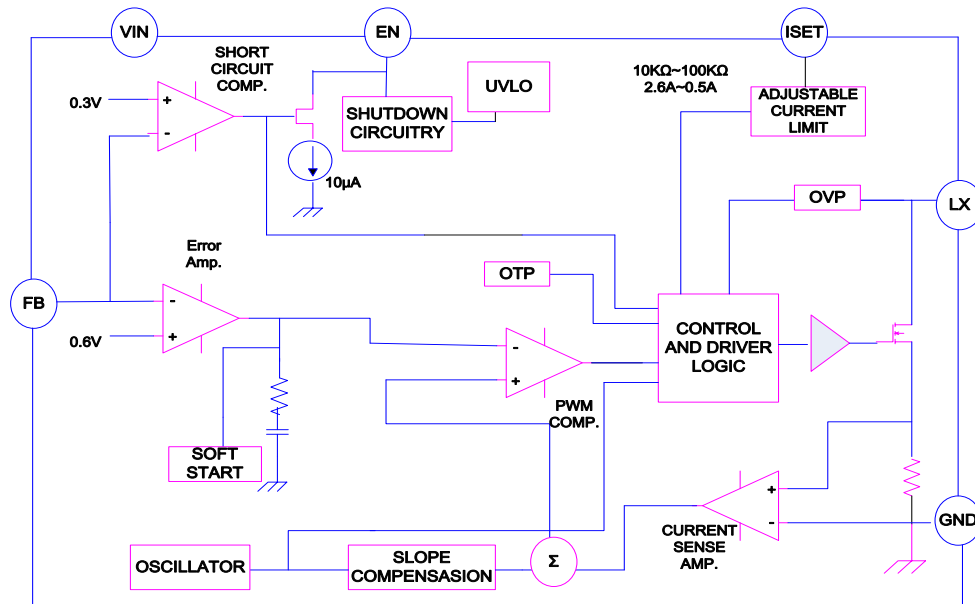 VIN
EN
ISET
SHORT
CIRCUIT
COMP.
10KΩ~100KΩ
2.6A~0.5A
UVLO
0.3V
+
-
SHUTDOWN
CIRCUITRY
ADJUSTABLE
CURRENT
LIMIT
10μA
OVP
LX
Error
Amp.
OTP
FB
-
+
0.6V
CONTROL
AND DRIVER
LOGIC
-
+
PWM
COMP.
SOFT
START
+
-
CURRENT
SENSE
AMP.
GND
OSCILLATOR
SLOPE
COMPENSASION
Σ